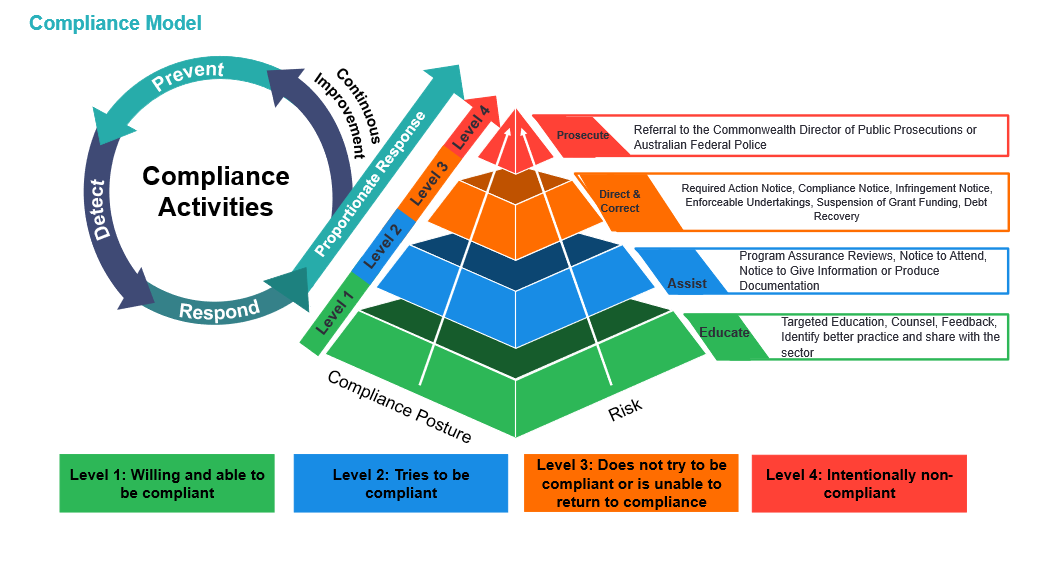 Compliance Model
Prevent
Detect
Respond
Continuous
Improvement
Compliance
Activities
Proportionate Response
Level 4
Level 3
Level 2
Level 1
Prosecute
Referral to the Commonwealth Director of Public Prosecutions or
Australian Federal Police
Direct &
Correct
Required Action Notice, Compliance Notice, Infringement Notice,
Enforceable Undertakings, Suspension of Grant Funding, Debt
Recovery
Assist
Program Assurance Reviews, Notice to Attend,
Notice to Give Information or Produce
Documentation
Educate
Targeted Education, Counsel, Feedback,
Identify better practice and share with the
sector
Compliance Posture
Risk
Level 1: Willing and able to
be compliant
Level 2: Tries to be
compliant
Level 3: Does not try to be
compliant or is unable to
return to compliance
Level 4: Intentionally non-
compliant